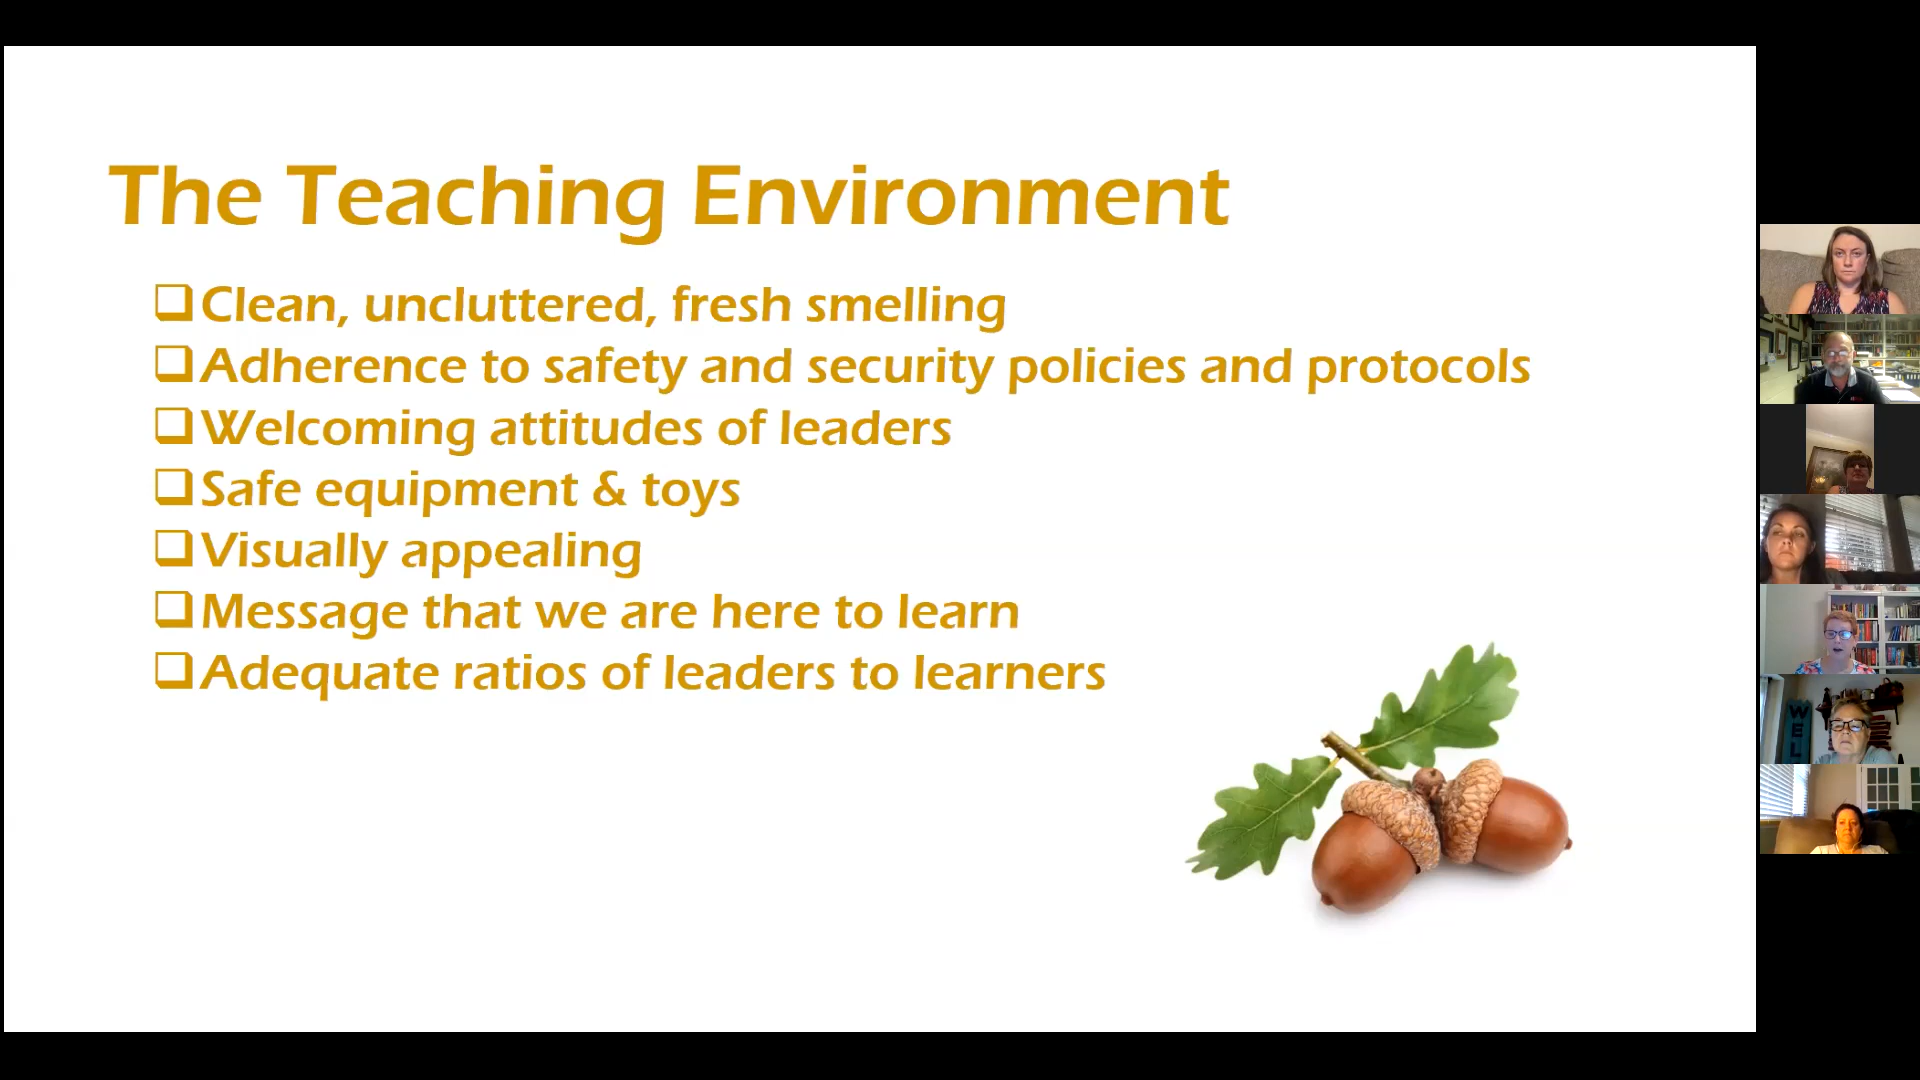 The Teaching Environment
Clean, uncluttered, fresh smelling
Adherence to safety and security policies and protocols
Welcoming attitudes of leaders
Safe equipment & toys
Visually appealing
Message that we are here to learn
Adequate ratios of leaders to learners
WEL